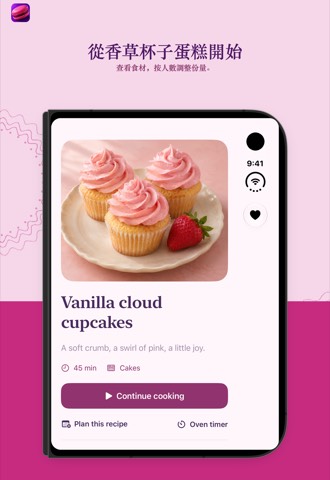 從香草杯子蛋糕開始
查看食材，按人數調整份量。
9:41
Vanilla cloud
cupcakes
A soft crumb, a swirl of pink, a little joy.
45 min Cakes
Continue cooking
Plan this recipe Oven timer